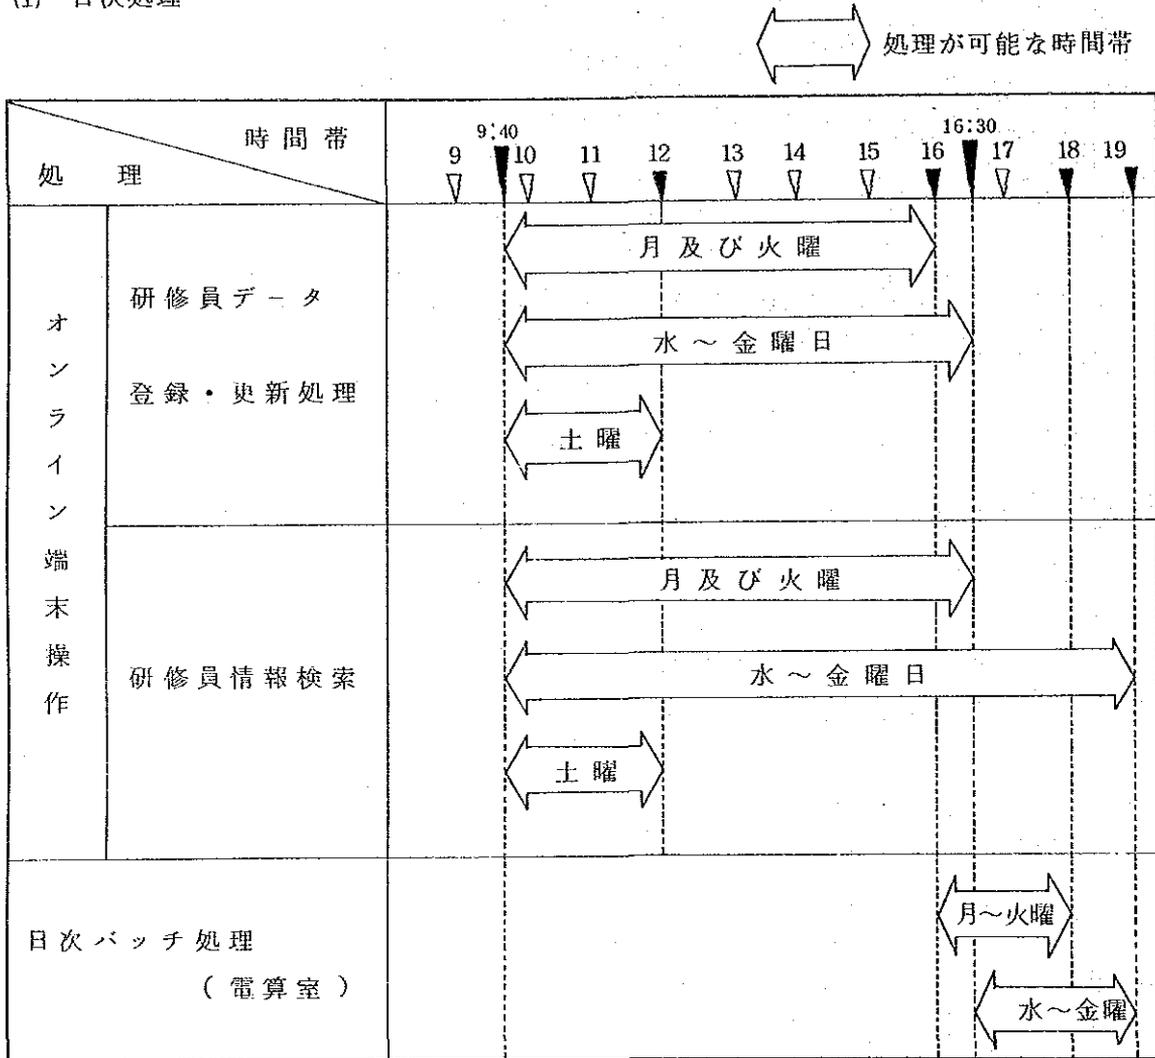 (1) 日次処理
処理が可能な時間帯
時間帯
処理
9 9:40 10 11 12 13 14 15 16 16:30 17 18 19
オンライン端末操作
研修員データ
登録・更新処理
月及び火曜
水～金曜日
土曜
研修員情報検索
月及び火曜
水～金曜日
土曜
日次バッチ処理
(電算室)
月～火曜
水～金曜